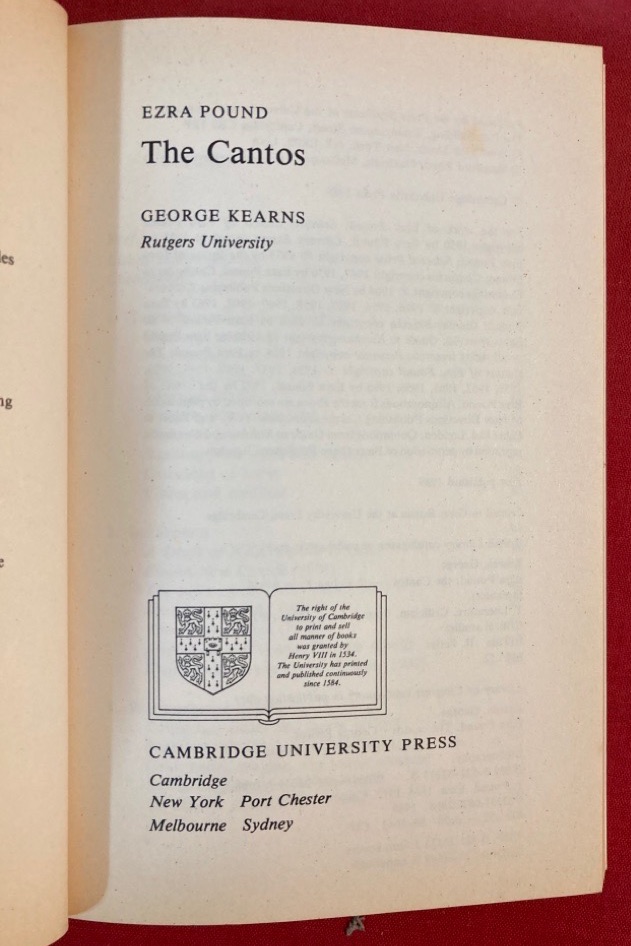 EZRA POUND
The Cantos
GEORGE KEARNS
Rutgers University
les
ng
e
The right of the
University of Cambridge
to print and sell
all manner of books
was granted by
Henry VIII in 1534.
The University has printed
and published continuously
since 1584.
CAMBRIDGE UNIVERSITY PRESS
Cambridge
New York Port Chester
Melbourne Sydney